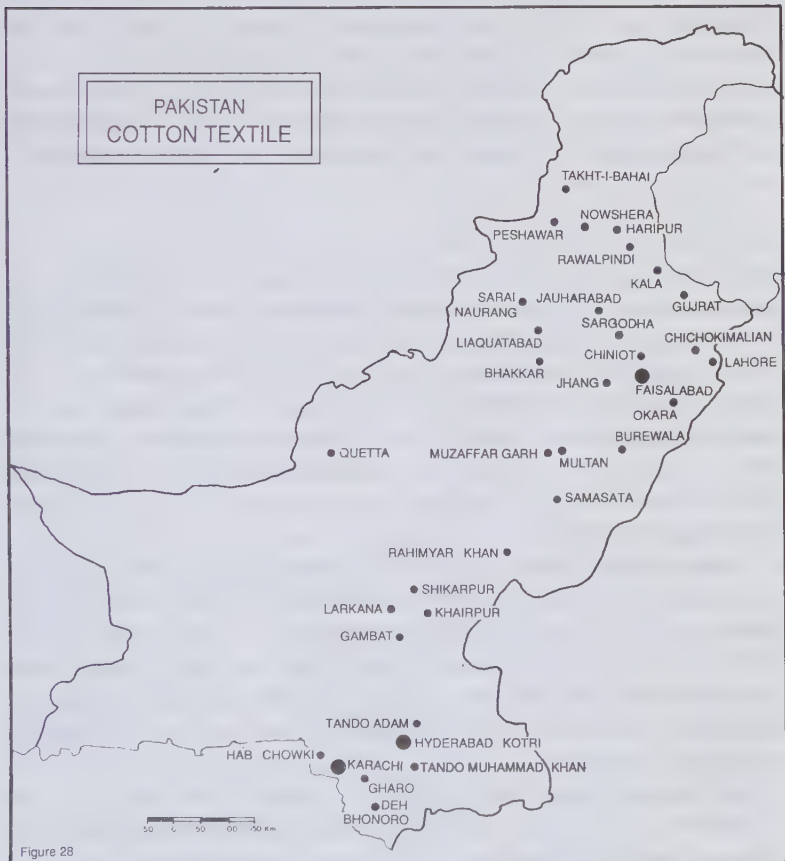 PAKISTAN
COTTON TEXTILE
TAKHT-I-BAHAI
NOWSHERA
PESHAWAR
HARIPUR
RAWALPINDI
KALA
SARAI
NAURANG
JAUHARABAD
GUJRAT
SARGODHA
LIAQUATABAD
CHICHOKIMALIAN
CHINIOT
LAHORE
BHAKKAR
JHANG
FAISALABAD
OKARA
BUREWALA
QUETTA
MUZAFFAR GARH
MULTAN
SAMASATA
RAHIMYAR KHAN
SHIKARPUR
LARKANA
KHAIRPUR
GAMBAT
TANDO ADAM
HYDERABAD KOTRI
HAB CHOWKI
KARACHI
TANDO MUHAMMAD KHAN
GHARO
DEH
BHONORO
50 0 50
Figure 28